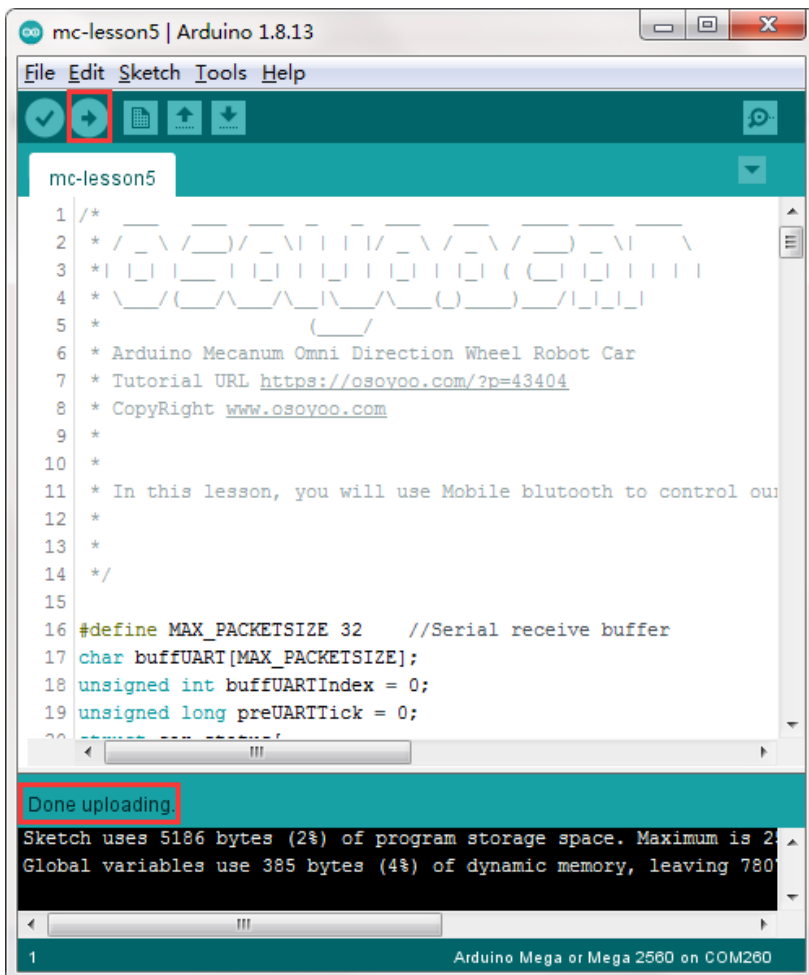 mc-lesson5 | Arduino 1.8.13
File Edit Sketch Tools Help
mc-lesson5
1 /*
2 * 
3 *
4 *
5 *
6 * Arduino Mecanum Omni Direction Wheel Robot Car
7 * Tutorial URL https://osoyoo.com/?p=43404
8 * CopyRight www.osoyoo.com
9 *
10 *
11 * In this lesson, you will use Mobile blutooth to control
12 *
13 *
14 */
15
16 #define MAX_PACKETSIZE 32 //Serial receive buffer
17 char buffUART[MAX_PACKETSIZE];
18 unsigned int buffUARTIndex = 0;
19 unsigned long preUARTTick = 0;
Done uploading.
Sketch uses 5186 bytes (2%) of program storage space. Maximum is
Global variables use 385 bytes (4%) of dynamic memory, leaving
1 Arduino Mega or Mega 2560 on COM260